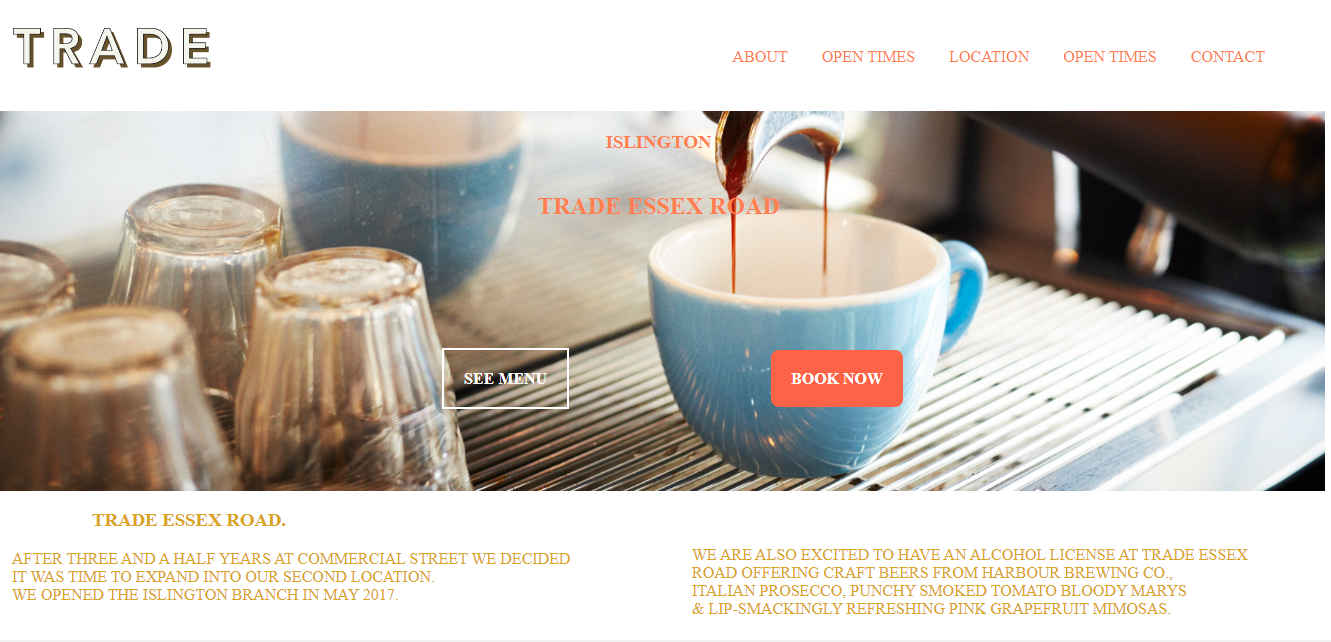 TRADE
ABOUT OPEN TIMES LOCATION OPEN TIMES CONTACT
ISLINGTON
TRADE ESSEX ROAD
SEE MENU
BOOK NOW
TRADE ESSEX ROAD.
AFTER THREE AND A HALF YEARS AT COMMERCIAL STREET WE DECIDED
IT WAS TIME TO EXPAND INTO OUR SECOND LOCATION.
WE OPENED THE ISLINGTON BRANCH IN MAY 2017.
WE ARE ALSO EXCITED TO HAVE AN ALCOHOL LICENSE AT TRADE ESSEX
ROAD OFFERING CRAFT BEERS FROM HARBOUR BREWING CO.,
ITALIAN PROSECCO, PUNCHY SMOKED TOMATO BLOODY MARYS
& LIP-SMACKINGLY REFRESHING PINK GRAPEFRUIT MIMOSAS.